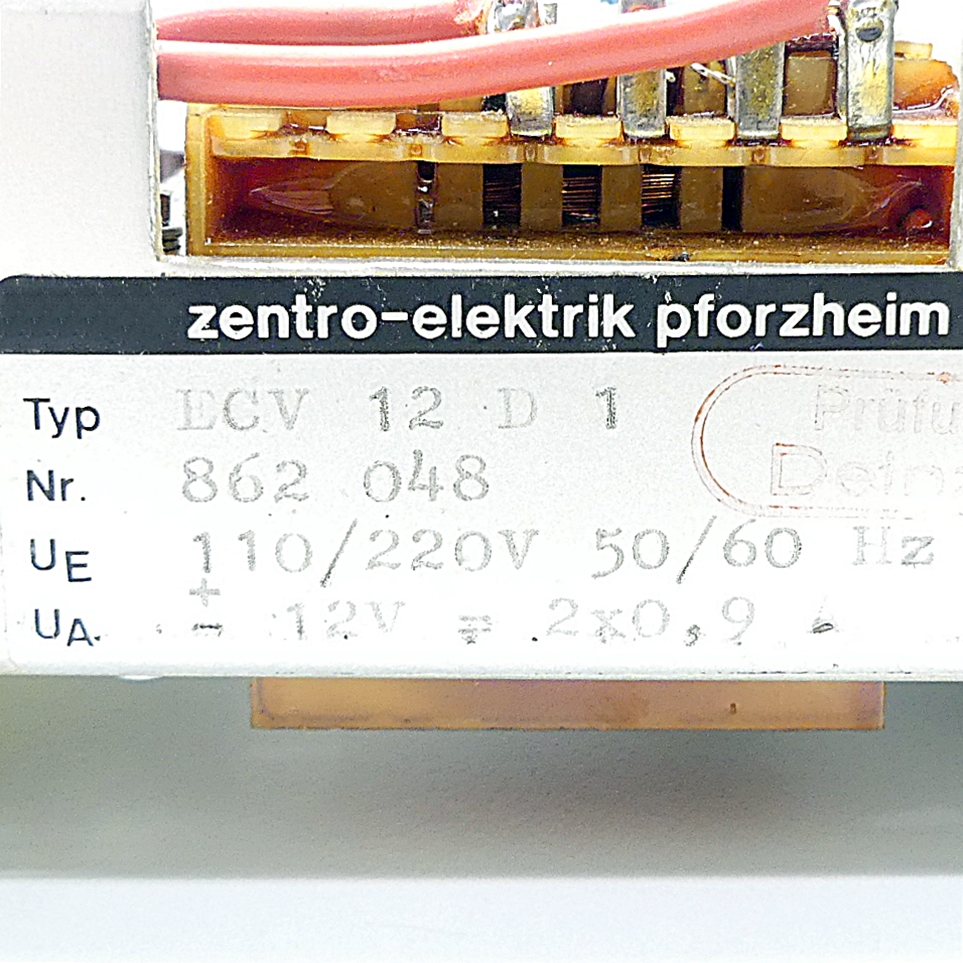 zentro-elektrik pforzheim
Typ ECV 12 D 1
Nr. 862 048
UE 110/220V 50/60 Hz
UA. ± 12V ⎓ 2x0,9 A
Prüfu